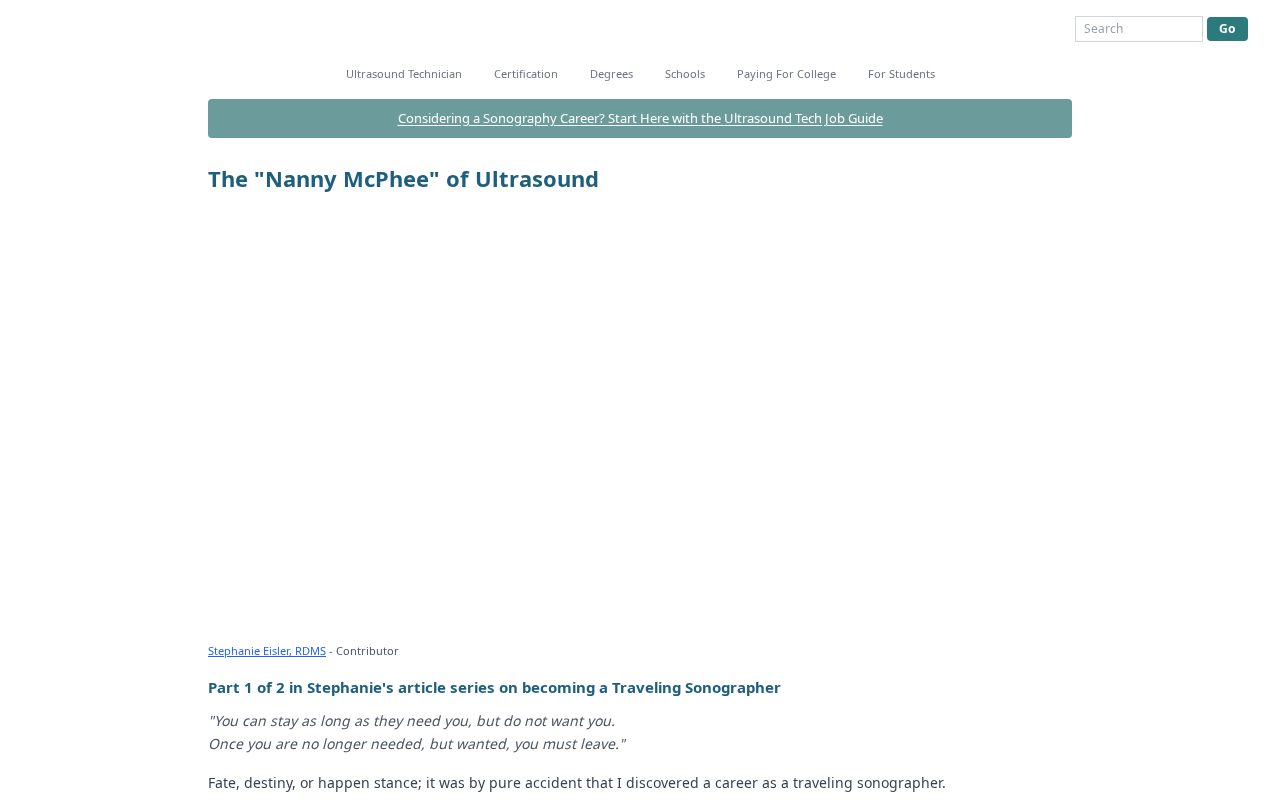 Search
Go
Ultrasound Technician
Certification
Degrees
Schools
Paying For College
For Students
Considering a Sonography Career? Start Here with the Ultrasound Tech Job Guide
The "Nanny McPhee" of Ultrasound
Stephanie Eisler, RDMS - Contributor
Part 1 of 2 in Stephanie's article series on becoming a Traveling Sonographer
"You can stay as long as they need you, but do not want you.
Once you are no longer needed, but wanted, you must leave."
Fate, destiny, or happen stance; it was by pure accident that I discovered a career as a traveling sonographer.